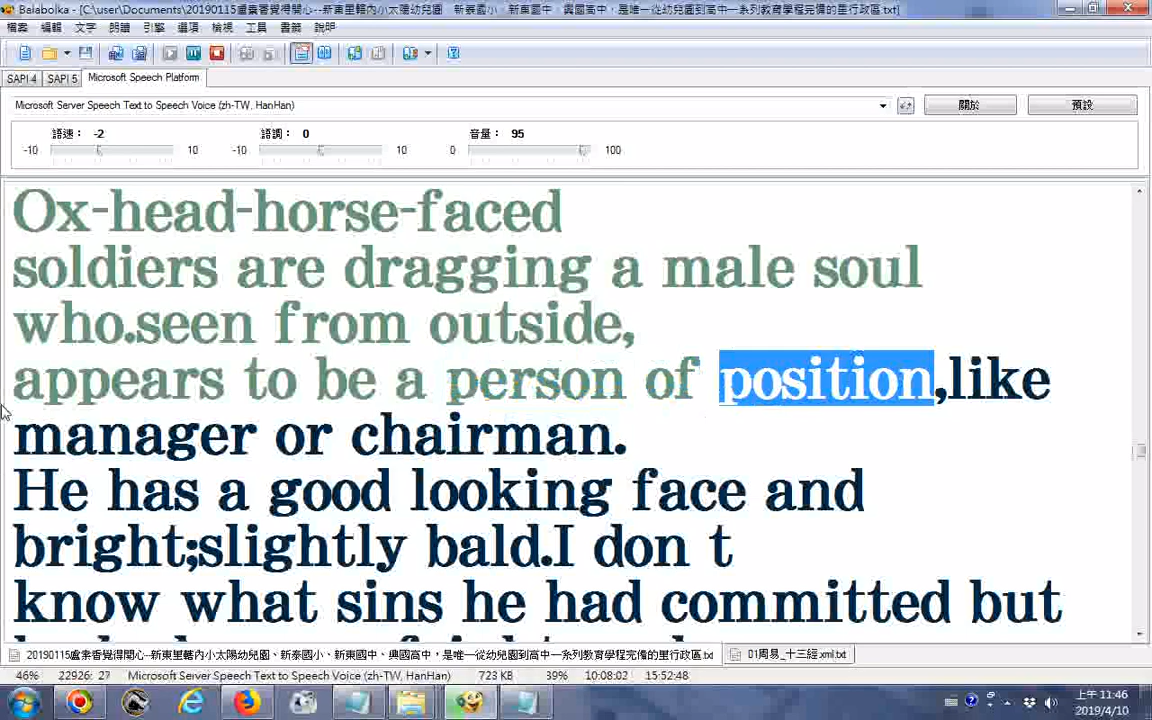 Balabolka - [C:\user\Documents\20190115盧彙香覺得開心--新東里轄內小太陽幼兒園、新泰國小、新東國中、興國高中，是唯一從幼兒園到高中一系列教育學程完備的里行政區.txt]
檔案 編輯 文字 朗讀 引擎 選項 檢視 工具 書籤 說明
SAPI 4 SAPI 5 Microsoft Speech Platform
Microsoft Server Speech Text to Speech Voice (zh-TW, HanHan) 關於 預設
語速： -2 語調： 0 音量： 95
-10 10 -10 10 0 100
Ox-head-horse-faced
soldiers are dragging a male soul
who.seen from outside,
appears to be a person of position,like
manager or chairman.
He has a good looking face and
bright;slightly bald.I don t
know what sins he had committed but
20190115盧彙香覺得開心--新東里轄內小太陽幼兒園、新泰國小、新東國中、興國高中，是唯一從幼兒園到高中一系列教育學程完備的里行政區.txt 01周易_十三經.xml.txt
46% 22926: 27 Microsoft Server Speech Text to Speech Voice (zh-TW, HanHan) 723 KB 39% 10:08:02 15:52:48
上午 11:46
2019/4/10